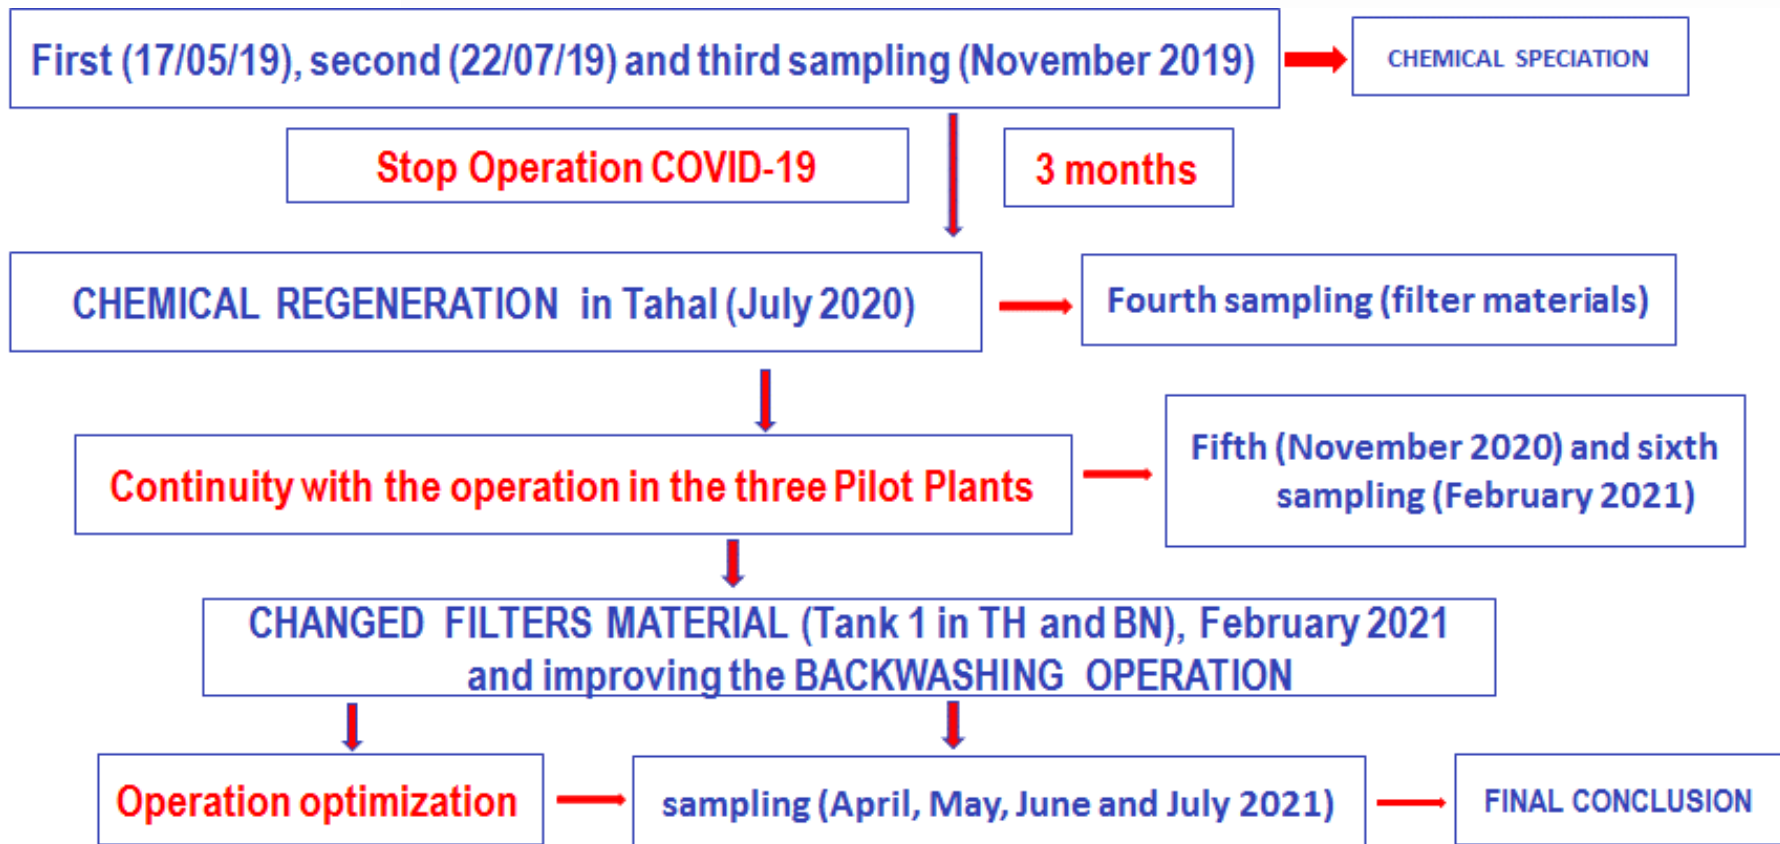 First (17/05/19), second (22/07/19) and third sampling (November 2019)
CHEMICAL SPECIATION
Stop Operation COVID-19
3 months
CHEMICAL REGENERATION in Tahal (July 2020)
Fourth sampling (filter materials)
Continuity with the operation in the three Pilot Plants
Fifth (November 2020) and sixth
sampling (February 2021)
CHANGED FILTERS MATERIAL (Tank 1 in TH and BN), February 2021
and improving the BACKWASHING OPERATION
Operation optimization
sampling (April, May, June and July 2021)
FINAL CONCLUSION